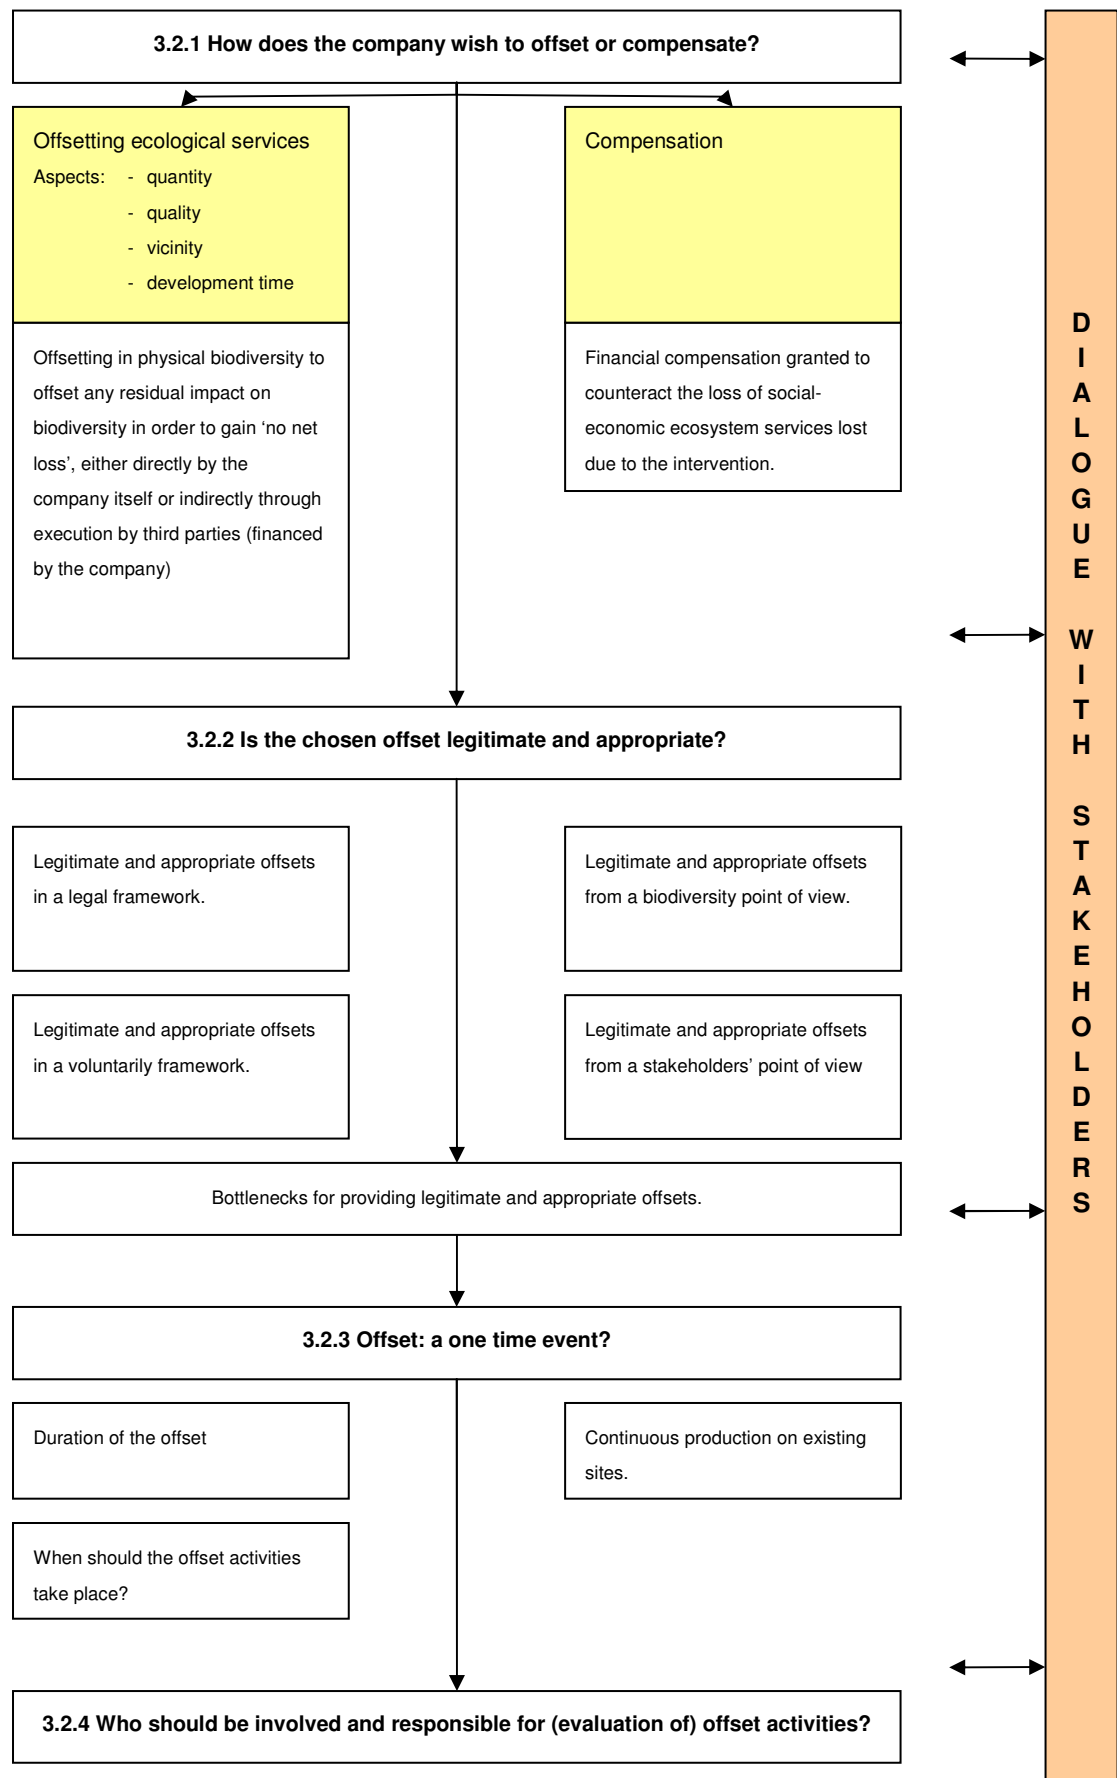 3.2.1 How does the company wish to offset or compensate?
Offsetting ecological services
Aspects: - quantity
- quality
- vicinity
- development time
Compensation
Offsetting in physical biodiversity to
offset any residual impact on
biodiversity in order to gain ‘no net
loss’, either directly by the
company itself or indirectly through
execution by third parties (financed
by the company)
Financial compensation granted to
counteract the loss of social-
economic ecosystem services lost
due to the intervention.
3.2.2 Is the chosen offset legitimate and appropriate?
Legitimate and appropriate offsets
in a legal framework.
Legitimate and appropriate offsets
from a biodiversity point of view.
Legitimate and appropriate offsets
in a voluntarily framework.
Legitimate and appropriate offsets
from a stakeholders’ point of view
Bottlenecks for providing legitimate and appropriate offsets.
3.2.3 Offset: a one time event?
Duration of the offset
Continuous production on existing
sites.
When should the offset activities
take place?
3.2.4 Who should be involved and responsible for (evaluation of) offset activities?
DIALOGUE WITH STAKEHOLDERS